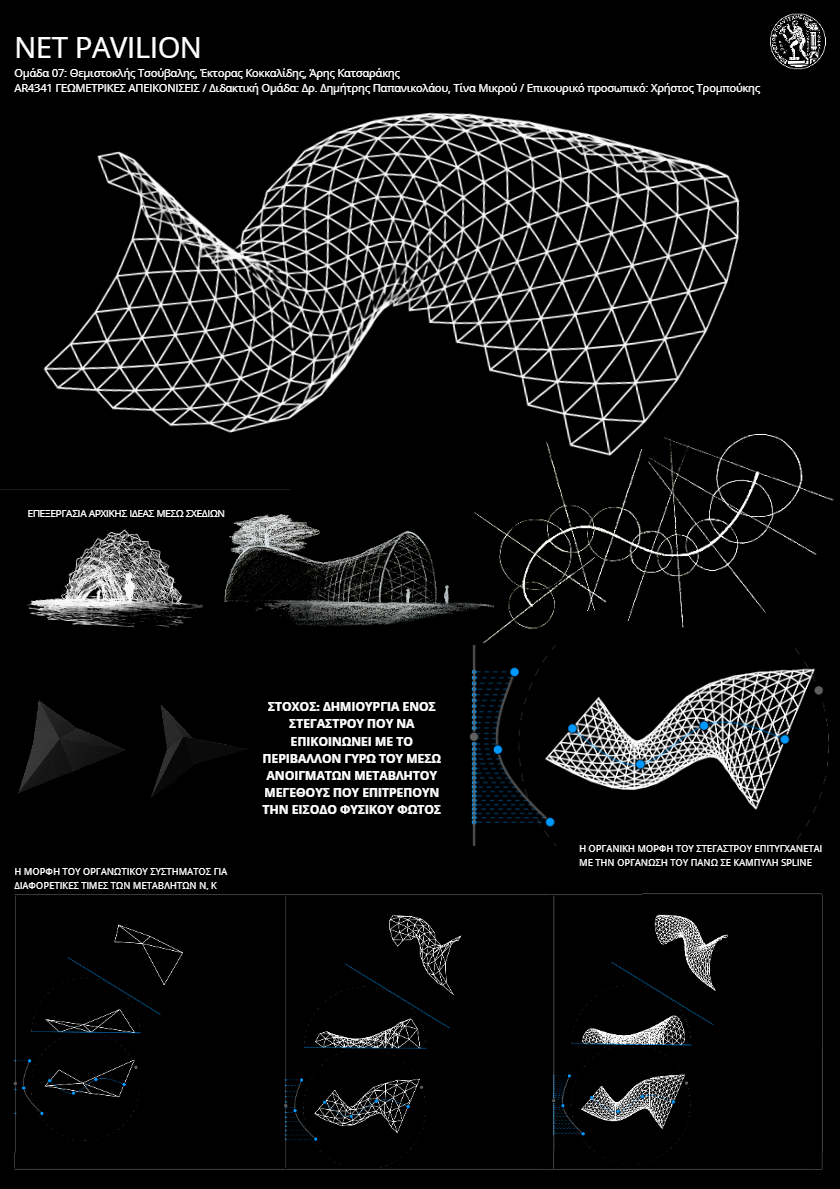 NET PAVILION
Ομάδα 07: Θεμιστοκλής Τσούβαλης, Έκτορας Κοκκαλίδης, Άρης Κατσαράκης
AR4341 ΓΕΩΜΕΤΡΙΚΕΣ ΑΠΕΙΚΟΝΙΣΕΙΣ / Διδακτική Ομάδα: Δρ. Δημήτρης Παπανικολάου, Τίνα Μικρού / Επικουρικό προσωπικό: Χρήστος Τρομπούκης
ΕΠΕΞΕΡΓΑΣΙΑ ΑΡΧΙΚΗΣ ΙΔΕΑΣ ΜΕΣΩ ΣΧΕΔΙΩΝ
ΣΤΟΧΟΣ: ΔΗΜΙΟΥΡΓΙΑ ΕΝΟΣ
ΣΤΕΓΑΣΤΡΟΥ ΠΟΥ ΝΑ
ΕΠΙΚΟΙΝΩΝΕΙ ΜΕ ΤΟ
ΠΕΡΙΒΑΛΛΟΝ ΓΥΡΩ ΤΟΥ ΜΕΣΩ
ΑΝΟΙΓΜΑΤΩΝ ΜΕΤΑΒΛΗΤΟΥ
ΜΕΓΕΘΟΥΣ ΠΟΥ ΕΠΙΤΡΕΠΟΥΝ
ΤΗΝ ΕΙΣΟΔΟ ΦΥΣΙΚΟΥ ΦΩΤΟΣ
Η ΟΡΓΑΝΙΚΗ ΜΟΡΦΗ ΤΟΥ ΣΤΕΓΑΣΤΡΟΥ ΕΠΙΤΥΓΧΑΝΕΤΑΙ
ΜΕ ΤΗΝ ΟΡΓΑΝΩΣΗ ΤΟΥ ΠΑΝΩ ΣΕ ΚΑΜΠΥΛΗ SPLINE
Η ΜΟΡΦΗ ΤΟΥ ΟΡΓΑΝΩΤΙΚΟΥ ΣΥΣΤΗΜΑΤΟΣ ΓΙΑ
ΔΙΑΦΟΡΕΤΙΚΕΣ ΤΙΜΕΣ ΤΩΝ ΜΕΤΑΒΛΗΤΩΝ Ν, Κ